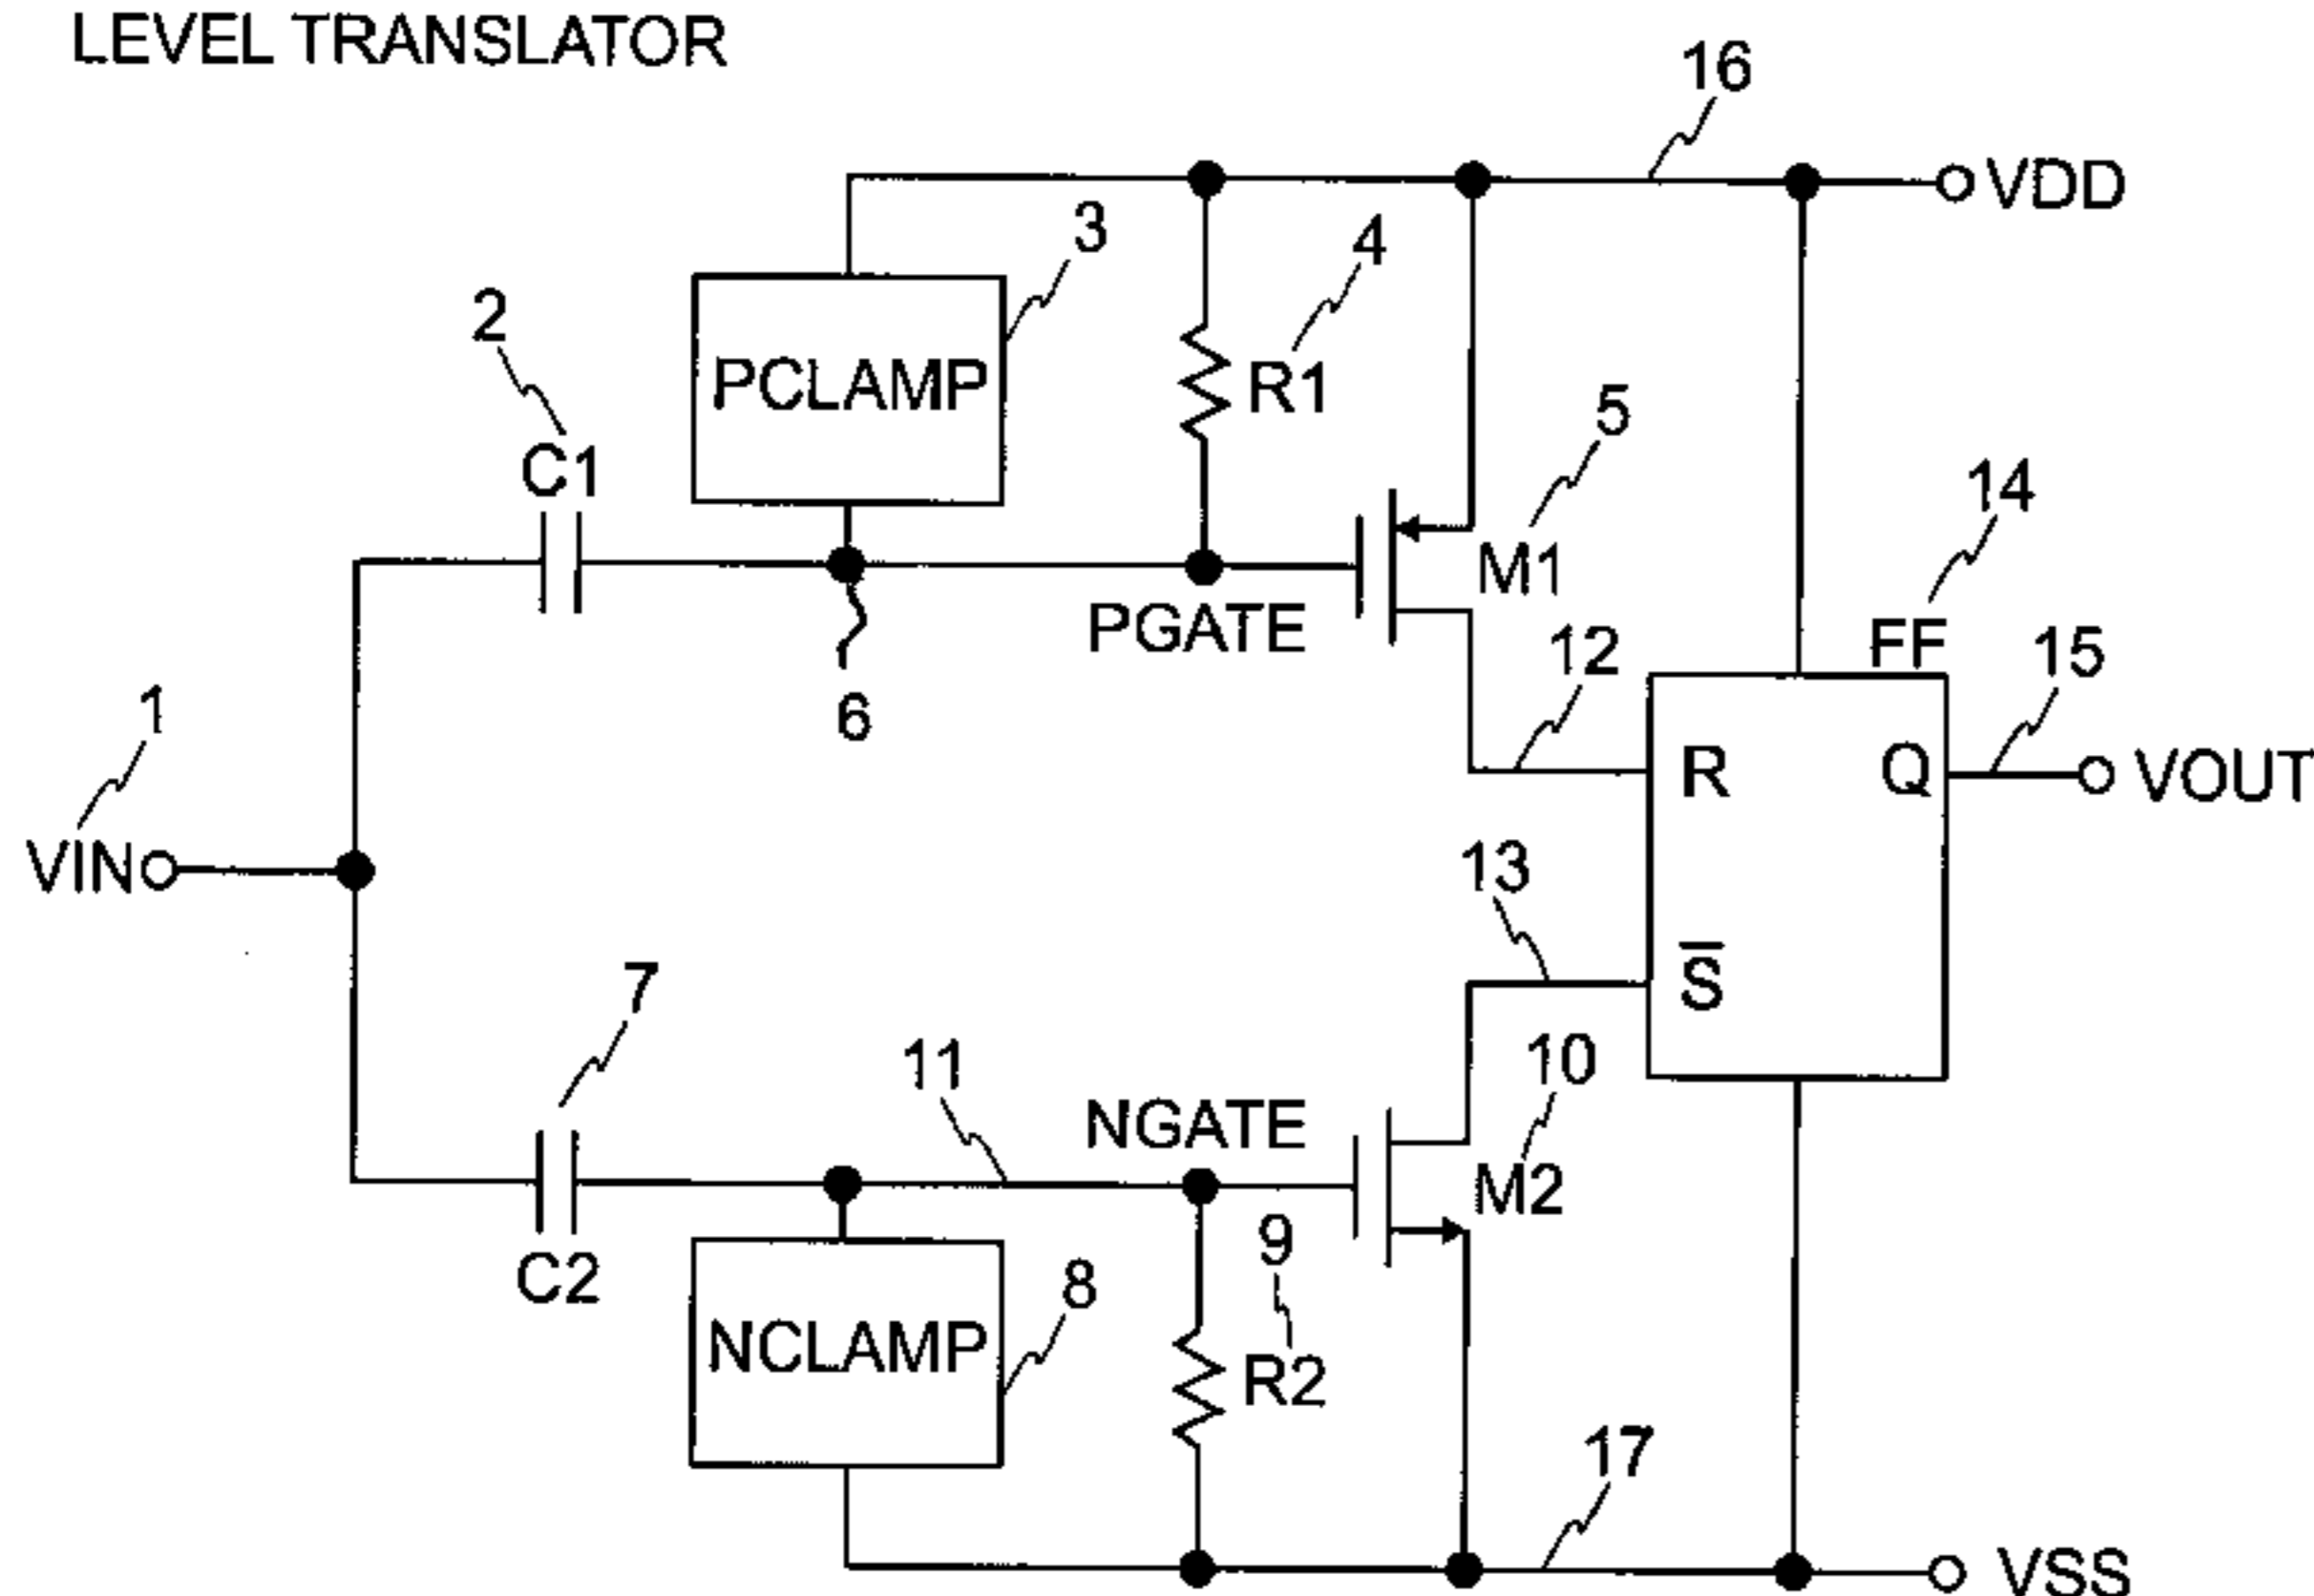 LEVEL TRANSLATOR
16
VDD
3
4
2
PCLAMP
R1
5
C1
14
M1
PGATE
12
FF
15
6
1
R
Q
VOUT
VIN
13
S̅
7
11
NGATE
10
M2
9
C2
8
NCLAMP
R2
17
VSS